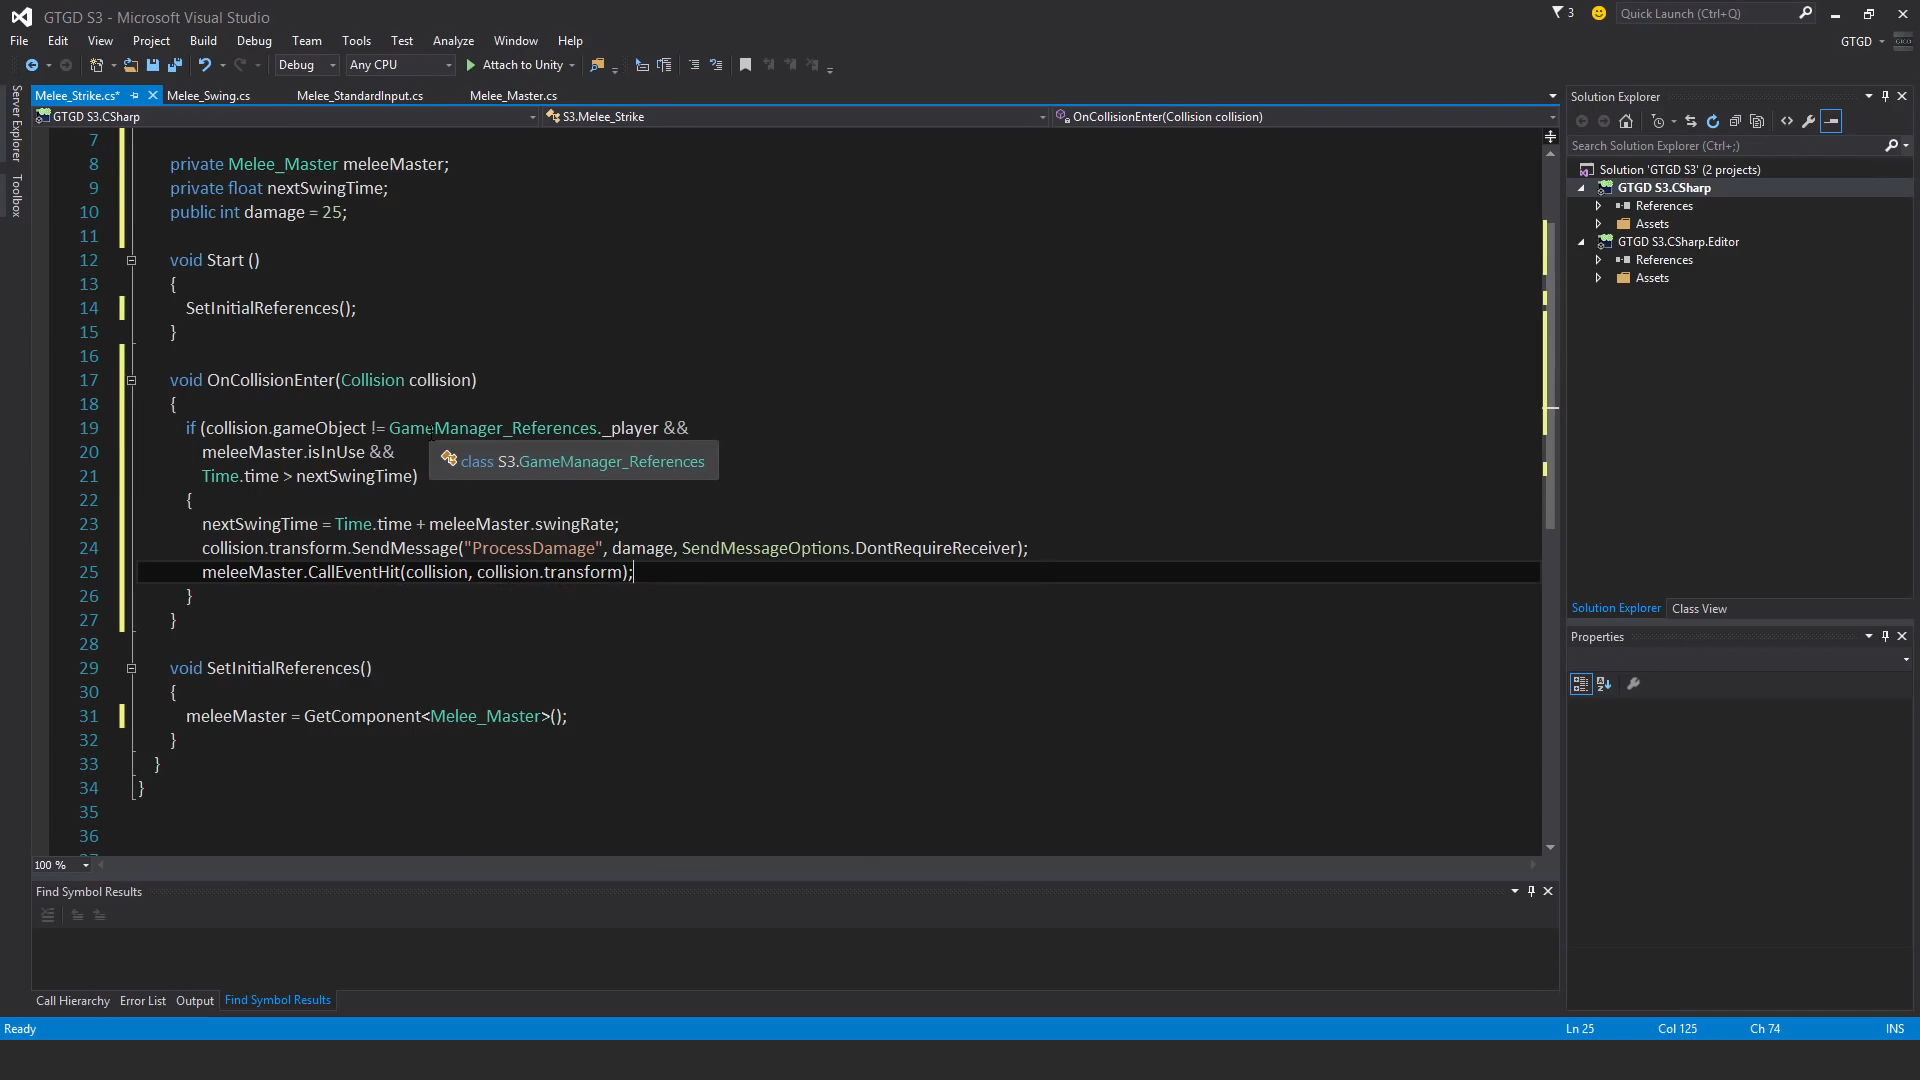 GTGD S3 - Microsoft Visual Studio
3
Quick Launch (Ctrl+Q)
File Edit View Project Build Debug Team Tools Test Analyze Window Help
GTGD
Debug Any CPU Attach to Unity
Server Explorer
Toolbox
Melee_Strike.cs* Melee_Swing.cs Melee_StandardInput.cs Melee_Master.cs
GTGD S3.CSharp S3.Melee_Strike OnCollisionEnter(Collision collision)
7
8 private Melee_Master meleeMaster;
9 private float nextSwingTime;
10 public int damage = 25;
11
12 void Start ()
13 {
14 SetInitialReferences();
15 }
16
17 void OnCollisionEnter(Collision collision)
18 {
19 if (collision.gameObject != GameManager_References._player &&
20 meleeMaster.isInUse &&
class S3.GameManager_References
21 Time.time > nextSwingTime)
22 {
23 nextSwingTime = Time.time + meleeMaster.swingRate;
24 collision.transform.SendMessage("ProcessDamage", damage, SendMessageOptions.DontRequireReceiver);
25 meleeMaster.CallEventHit(collision, collision.transform);
26 }
27 }
28
29 void SetInitialReferences()
30 {
31 meleeMaster = GetComponent<Melee_Master>();
32 }
33 }
34 }
35
36
100 %
Find Symbol Results
Call Hierarchy Error List Output Find Symbol Results
Solution Explorer
Search Solution Explorer (Ctrl+;)
Solution 'GTGD S3' (2 projects)
GTGD S3.CSharp
References
Assets
GTGD S3.CSharp.Editor
References
Assets
Solution Explorer Class View
Properties
Ready Ln 25 Col 125 Ch 74 INS